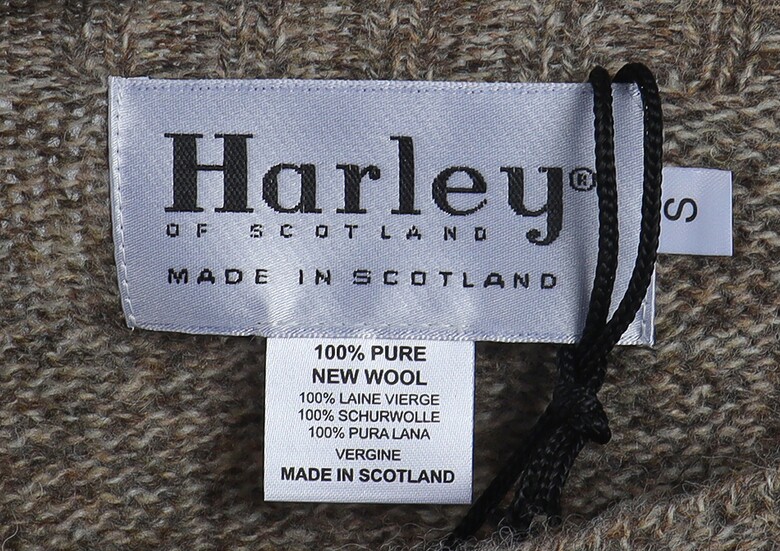 Harley®
OF SCOTLAND
MADE IN SCOTLAND
S
100% PURE
NEW WOOL
100% LAINE VIERGE
100% SCHURWOLLE
100% PURA LANA
VERGINE
MADE IN SCOTLAND